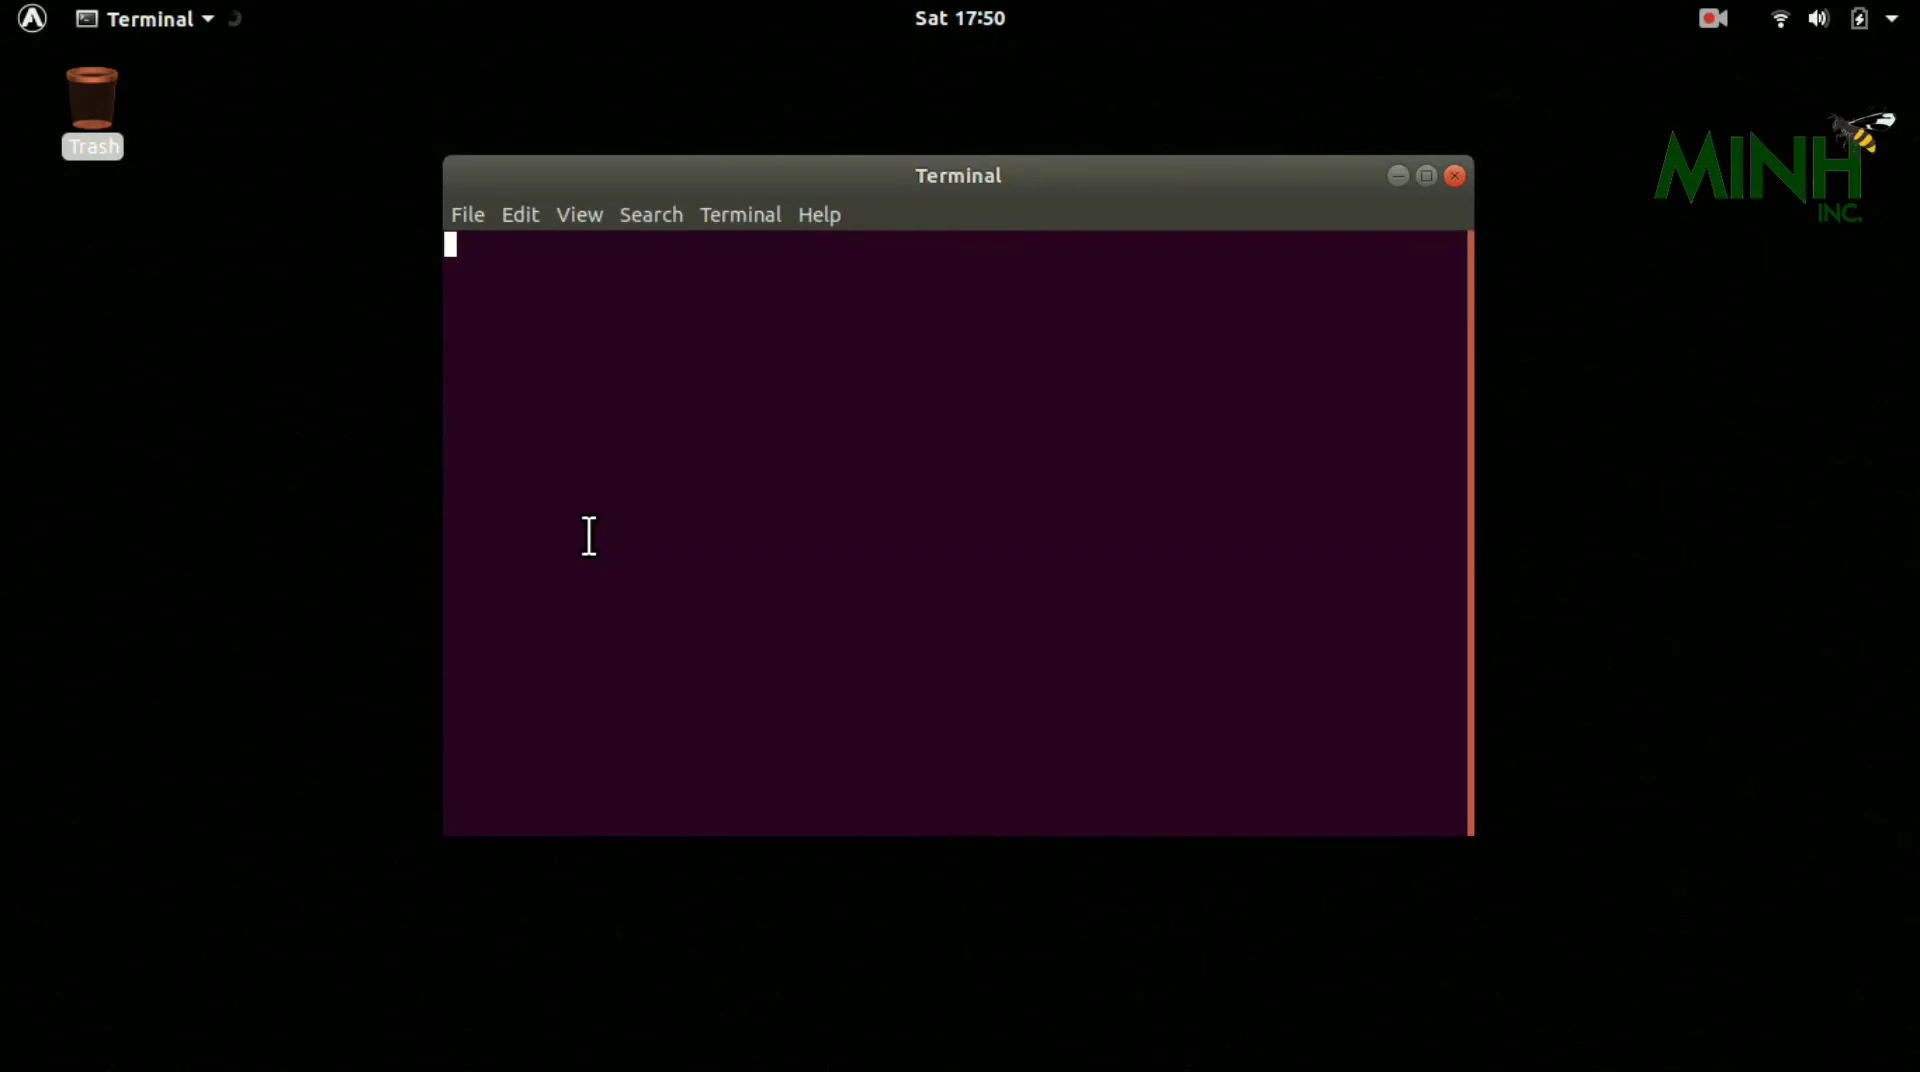 Terminal
Sat 17:50
Trash
MINH
INC.
Terminal
File Edit View Search Terminal Help